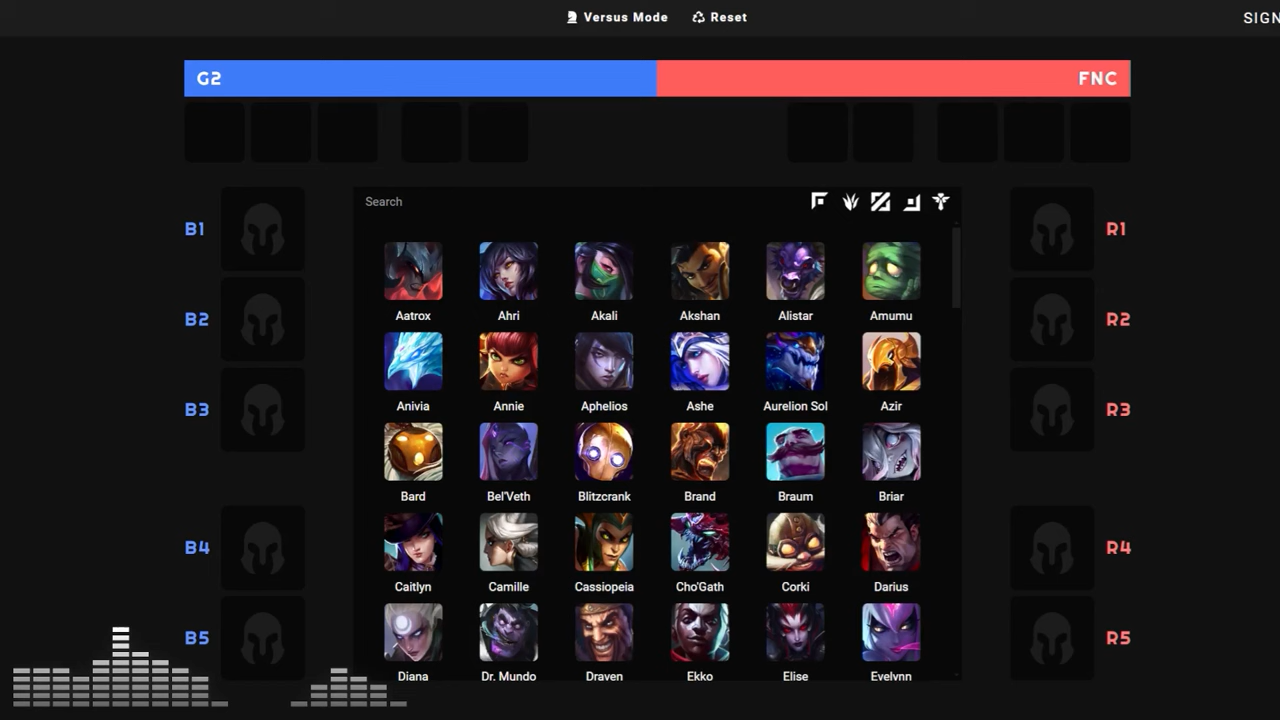 Versus Mode Reset SIGN
G2 FNC
Search
B1 R1
Aatrox Ahri Akali Akshan Alistar Amumu
B2 R2
Anivia Annie Aphelios Ashe Aurelion Sol Azir
B3 R3
Bard Bel'Veth Blitzcrank Brand Braum Briar
B4 R4
Caitlyn Camille Cassiopeia Cho'Gath Corki Darius
B5 R5
Diana Dr. Mundo Draven Ekko Elise Evelynn